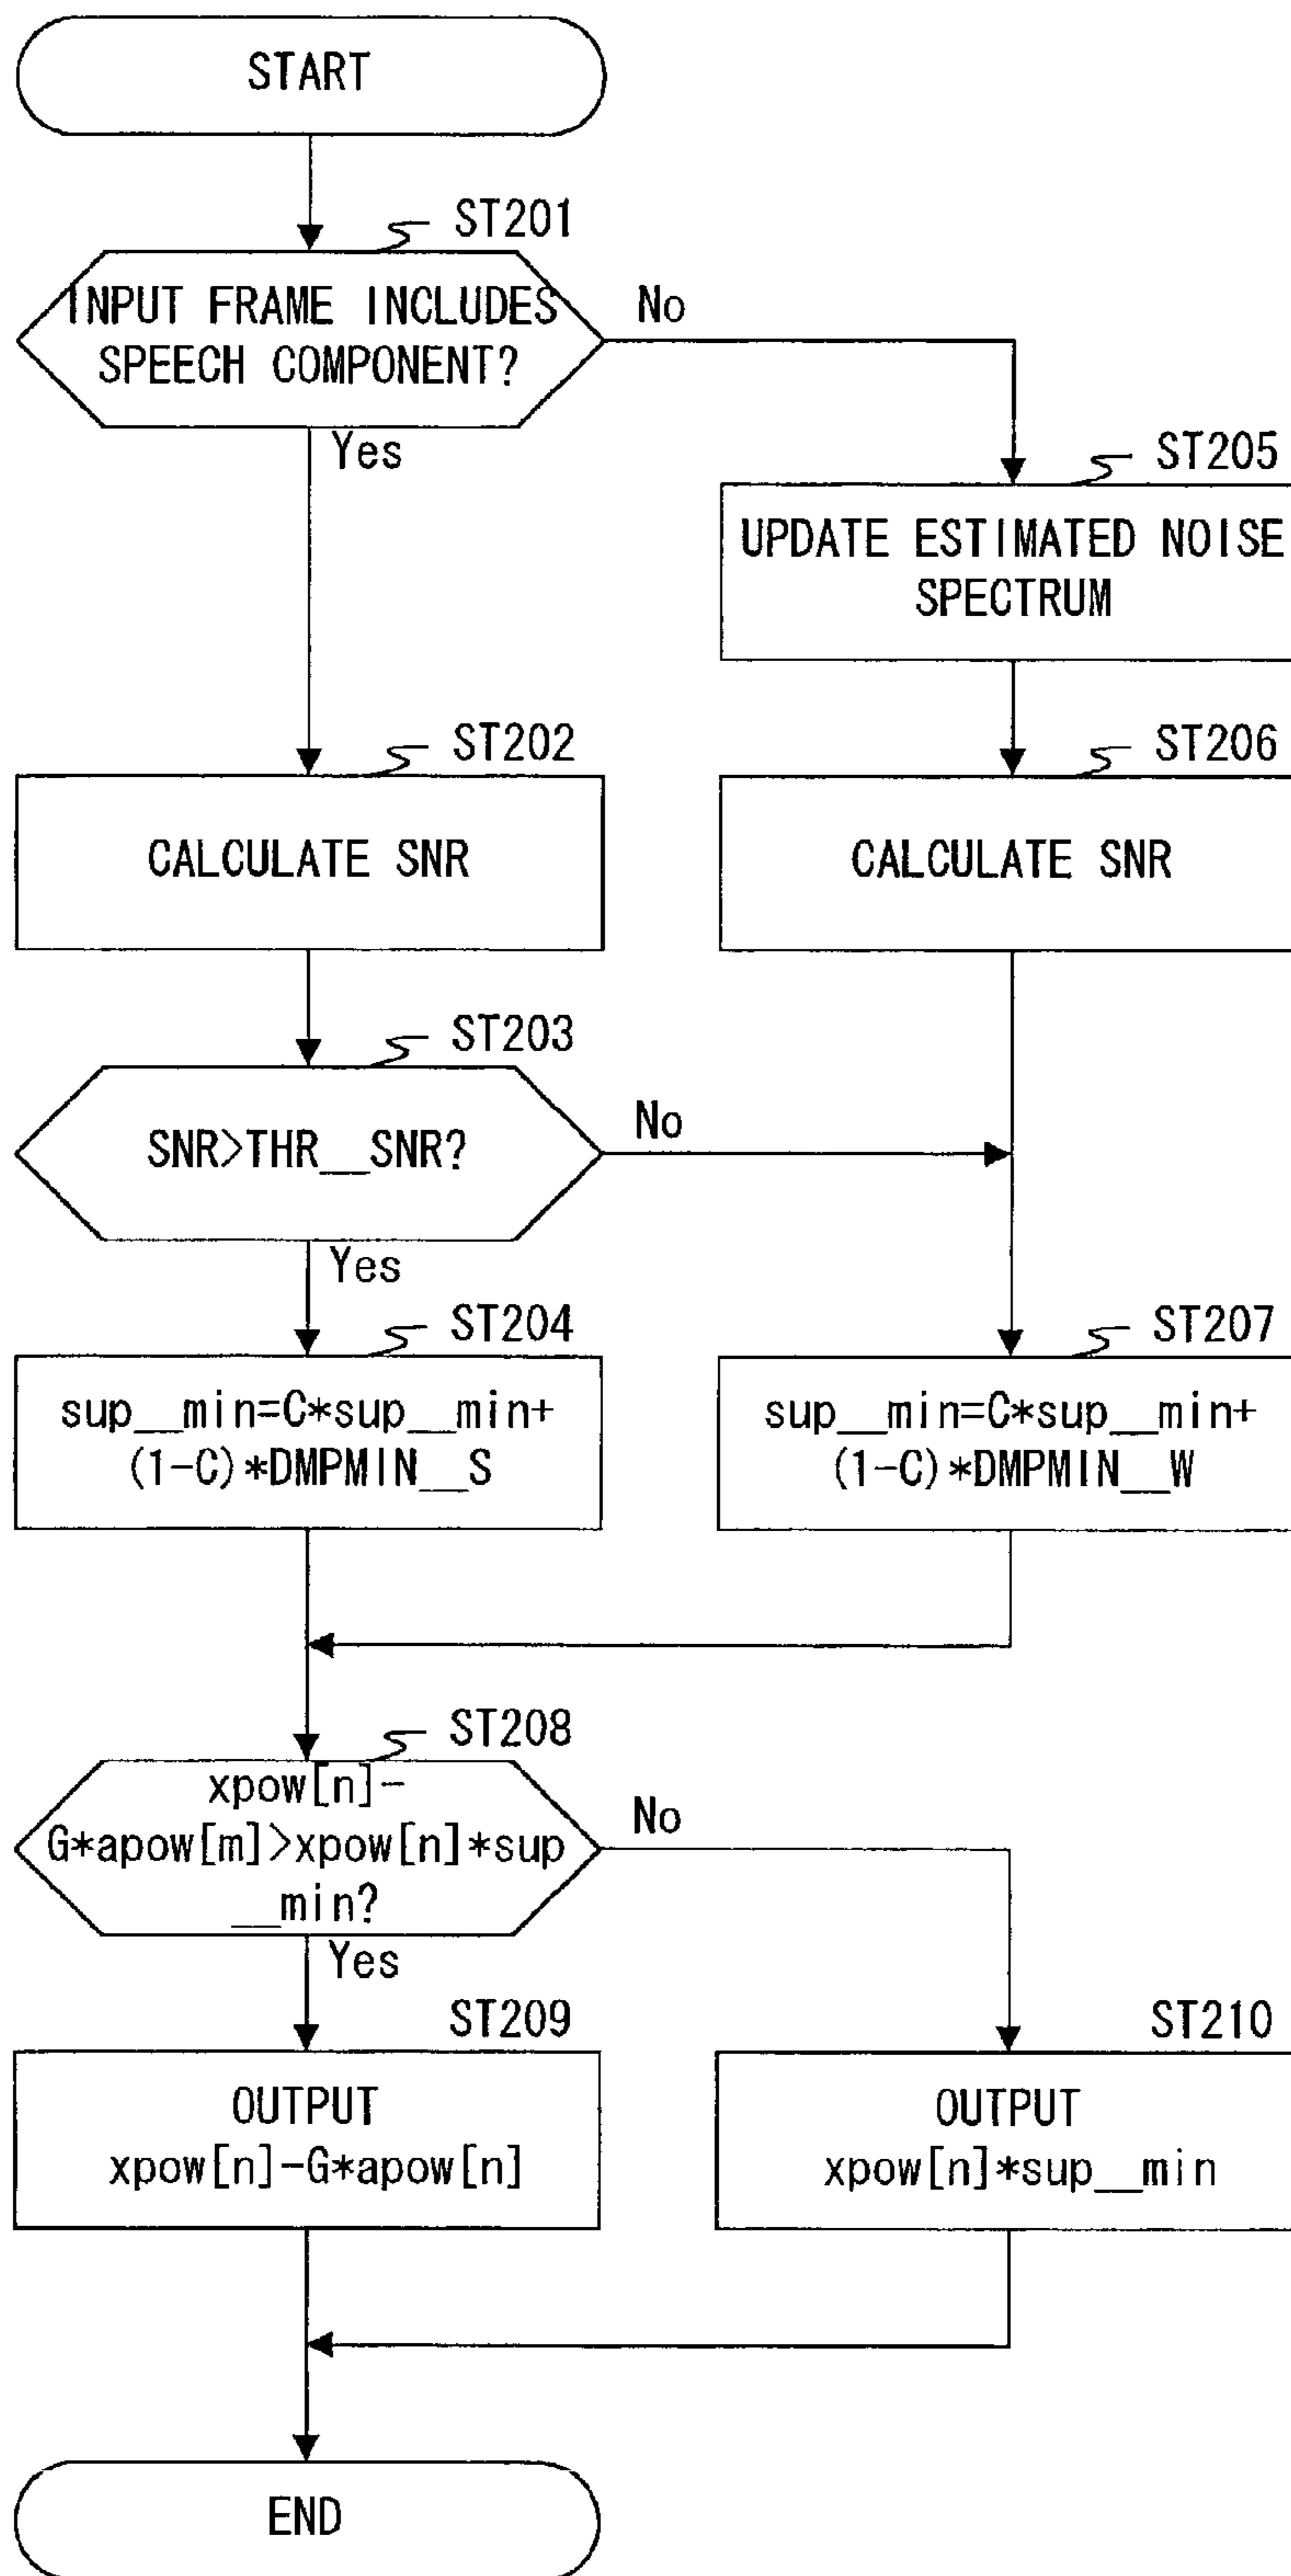 START
ST201
INPUT FRAME INCLUDES
SPEECH COMPONENT?
No
Yes
ST205
UPDATE ESTIMATED NOISE
SPECTRUM
ST202
CALCULATE SNR
ST206
CALCULATE SNR
ST203
SNR>THR__SNR?
No
Yes
ST204
sup__min=C*sup__min+
(1-C)*DMPMIN__S
ST207
sup__min=C*sup__min+
(1-C)*DMPMIN__W
ST208
xpow[n]-
G*apow[m]>xpow[n]*sup
__min?
No
Yes
ST209
OUTPUT
xpow[n]-G*apow[n]
ST210
OUTPUT
xpow[n]*sup__min
END